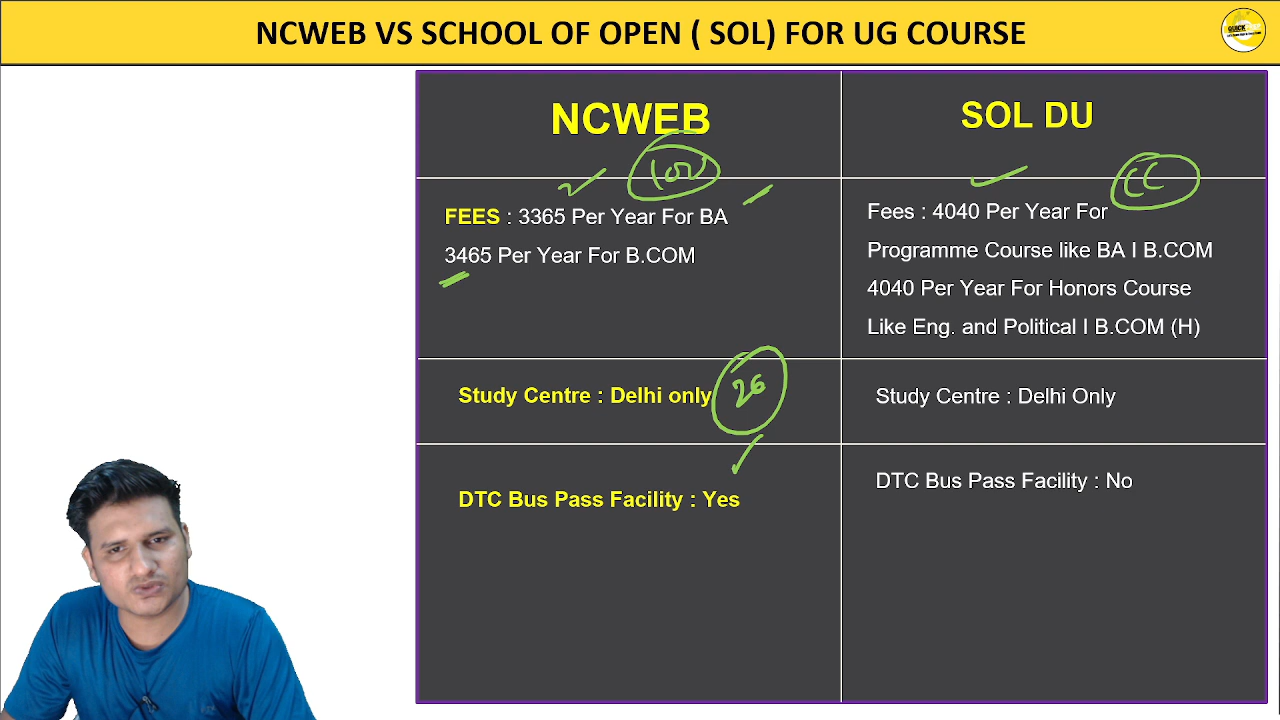 NCWEB VS SCHOOL OF OPEN ( SOL) FOR UG COURSE
QUICK
NCWEB
SOL DU
FEES : 3365 Per Year For BA
3465 Per Year For B.COM
Fees : 4040 Per Year For
Programme Course like BA I B.COM
4040 Per Year For Honors Course
Like Eng. and Political I B.COM (H)
Study Centre : Delhi only
26
Study Centre : Delhi Only
DTC Bus Pass Facility : Yes
DTC Bus Pass Facility : No